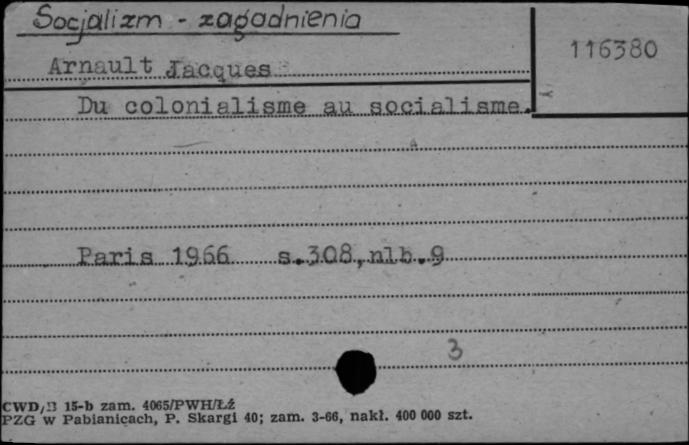 Socjalizm - zagadnienia
116380
Arnault Jacques
Du colonialisme au socialisme.
Paris 1966 s.308, nlb.9
3
CWD/B 15-b zam. 4065/PWH/Łź
PZG w Pabianicach, P. Skargi 40; zam. 3-66, nakł. 400 000 szt.